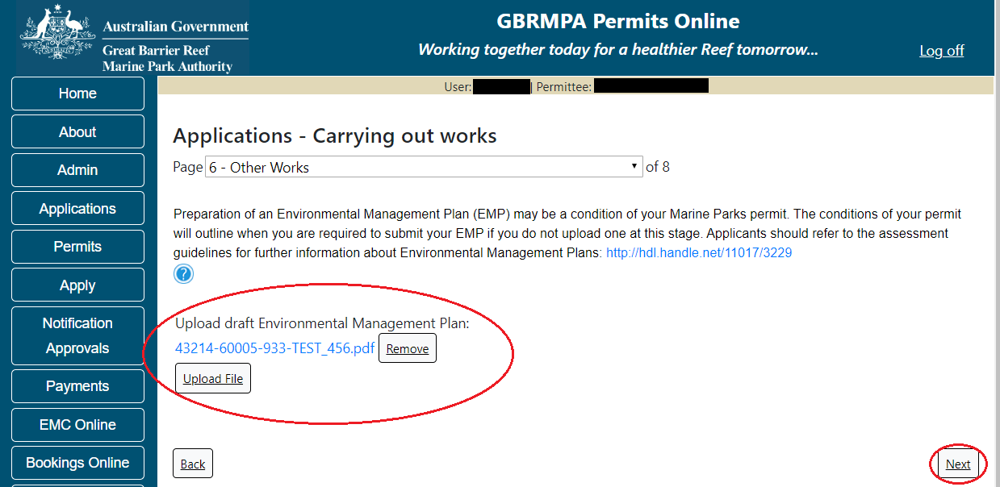 Australian Government
Great Barrier Reef
Marine Park Authority
GBRMPA Permits Online
Working together today for a healthier Reef tomorrow...
Log off
User: | Permittee:
Home
About
Admin
Applications
Permits
Apply
Notification
Approvals
Payments
EMC Online
Bookings Online
Applications - Carrying out works
Page 6 - Other Works of 8
Preparation of an Environmental Management Plan (EMP) may be a condition of your Marine Parks permit. The conditions of your permit
will outline when you are required to submit your EMP if you do not upload one at this stage. Applicants should refer to the assessment
guidelines for further information about Environmental Management Plans: http://hdl.handle.net/11017/3229
?
Upload draft Environmental Management Plan:
43214-60005-933-TEST_456.pdf Remove
Upload File
Back
Next